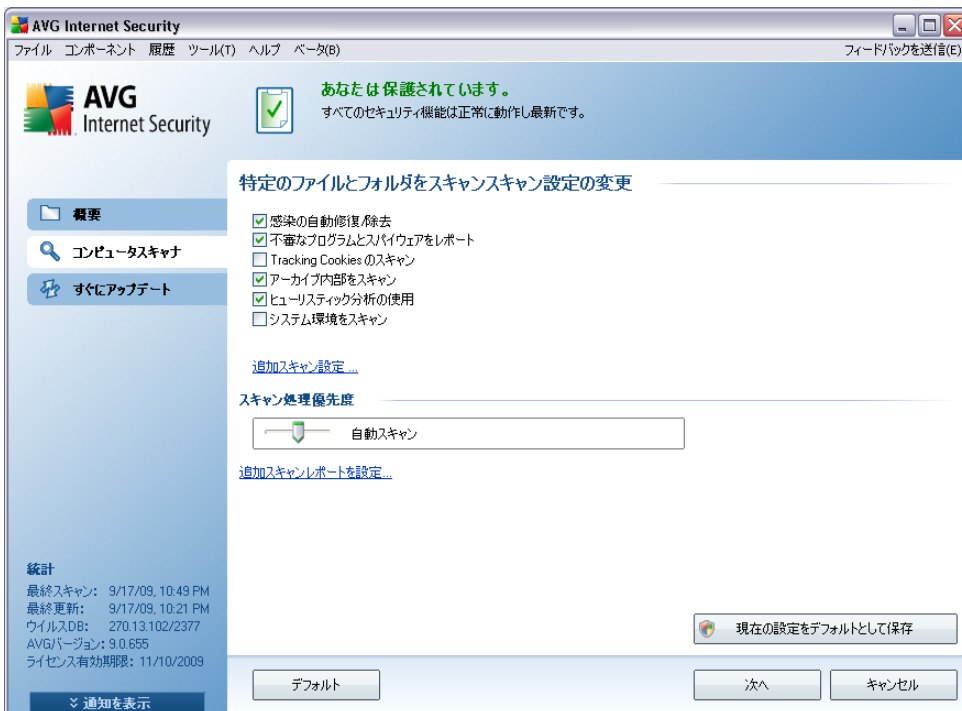 AVG Internet Security
ファイル コンポーネント 履歴 ツール(T) ヘルプ ベータ(B) フィードバックを送信(E)
AVG
Internet Security
あなたは保護されています。
すべてのセキュリティ機能は正常に動作し最新です。
概要
コンピュータスキャナ
すぐにアップデート
特定のファイルとフォルダをスキャンスキャン設定の変更
感染の自動修復/除去
不審なプログラムとスパイウェアをレポート
Tracking Cookies のスキャン
アーカイブ内部をスキャン
ヒューリスティック分析の使用
システム環境をスキャン
追加スキャン設定 ...
スキャン処理優先度
自動スキャン
追加スキャンレポートを設定...
統計
最終スキャン: 9/17/09, 10:49 PM
最終更新: 9/17/09, 10:21 PM
ウイルスDB: 270.13.102/2377
AVGバージョン: 9.0.655
ライセンス有効期限: 11/10/2009
通知を表示
現在の設定をデフォルトとして保存
デフォルト
次へ
キャンセル